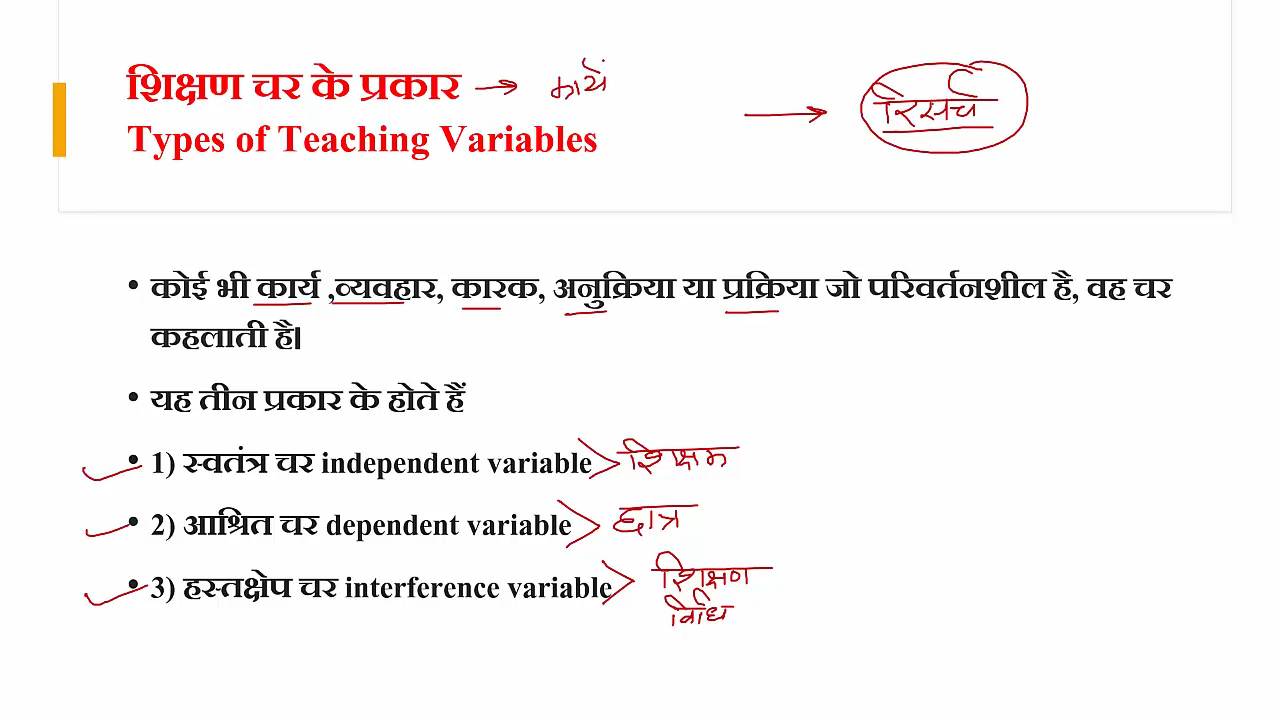 शिक्षण चर के प्रकार → कार्य
→ रिसर्च
Types of Teaching Variables
• कोई भी कार्य ,व्यवहार, कारक, अनुक्रिया या प्रक्रिया जो परिवर्तनशील है, वह चर
कहलाती है।
• यह तीन प्रकार के होते हैं
• 1) स्वतंत्र चर independent variable शिक्षक
• 2) आश्रित चर dependent variable छात्र
• 3) हस्तक्षेप चर interference variable शिक्षण
विधि